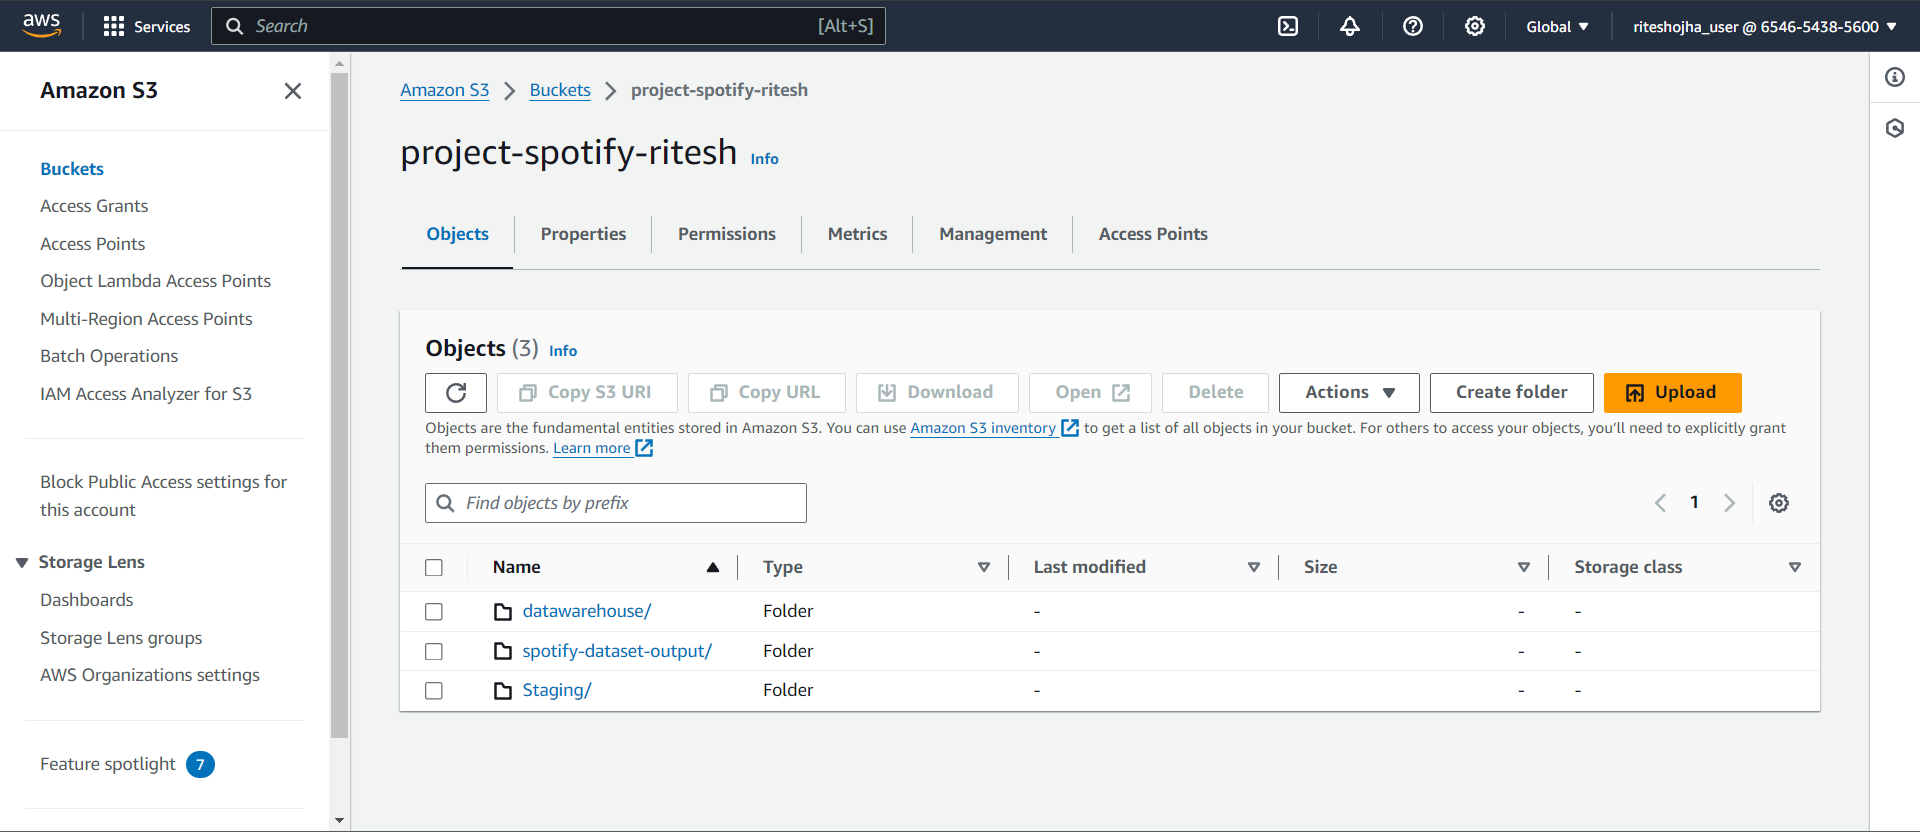 aws Services Search [Alt+S] Global riteshojha_user @ 6546-5438-5600
Amazon S3
Buckets
Access Grants
Access Points
Object Lambda Access Points
Multi-Region Access Points
Batch Operations
IAM Access Analyzer for S3
Block Public Access settings for
this account
Storage Lens
Dashboards
Storage Lens groups
AWS Organizations settings
Feature spotlight 7
Amazon S3 Buckets project-spotify-ritesh
project-spotify-ritesh Info
Objects Properties Permissions Metrics Management Access Points
Objects (3) Info
Copy S3 URI Copy URL Download Open Delete Actions Create folder Upload
Objects are the fundamental entities stored in Amazon S3. You can use Amazon S3 inventory to get a list of all objects in your bucket. For others to access your objects, you’ll need to explicitly grant
them permissions. Learn more
Find objects by prefix 1
Name Type Last modified Size Storage class
datawarehouse/ Folder - - -
spotify-dataset-output/ Folder - - -
Staging/ Folder - - -